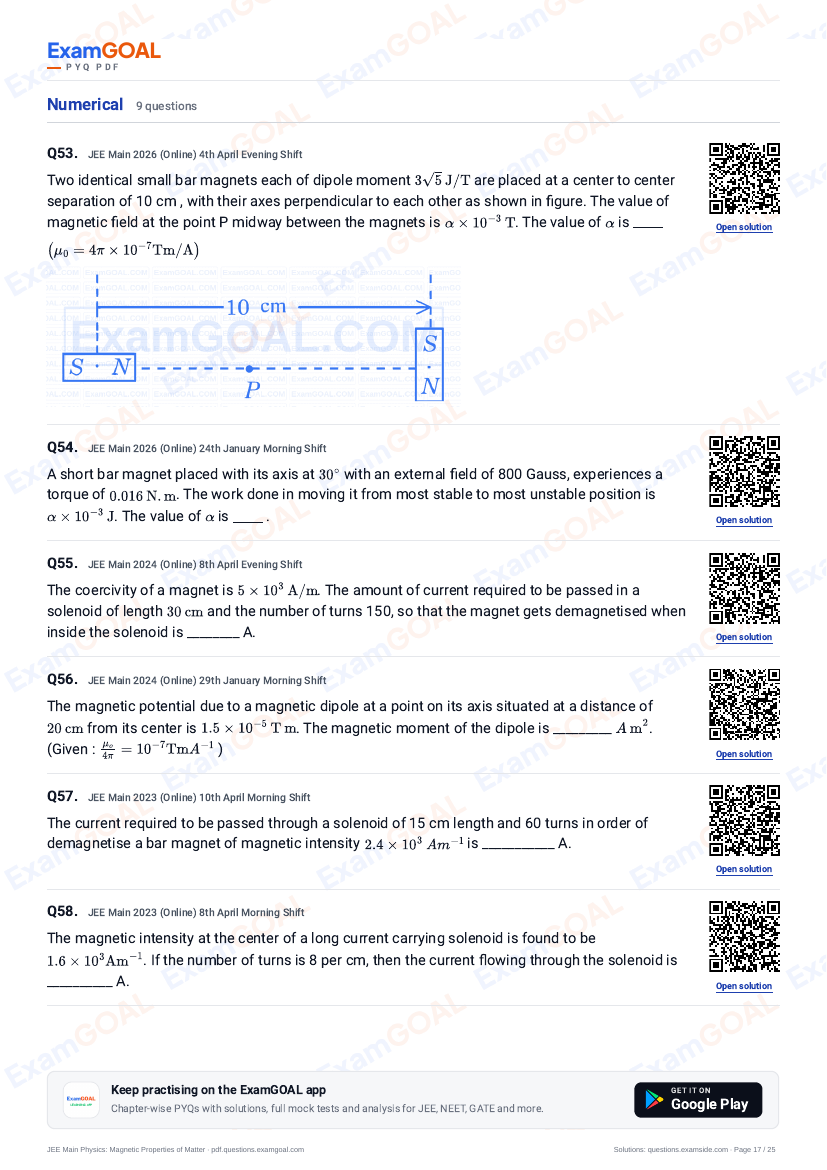 ExamGOAL
PYQ PDF
Numerical 9 questions
Q53. JEE Main 2026 (Online) 4th April Evening Shift
Two identical small bar magnets each of dipole moment 3√5 J/T are placed at a center to center
separation of 10 cm , with their axes perpendicular to each other as shown in figure. The value of
magnetic field at the point P midway between the magnets is α × 10⁻³ T. The value of α is ____
(μ₀ = 4π × 10⁻⁷Tm/A)
Open solution
10 cm
ExamGOAL.COM
S · N
P
S
·
N
Q54. JEE Main 2026 (Online) 24th January Morning Shift
A short bar magnet placed with its axis at 30° with an external field of 800 Gauss, experiences a
torque of 0.016 N. m. The work done in moving it from most stable to most unstable position is
α × 10⁻³ J. The value of α is ____ .
Open solution
Q55. JEE Main 2024 (Online) 8th April Evening Shift
The coercivity of a magnet is 5 × 10³ A/m. The amount of current required to be passed in a
solenoid of length 30 cm and the number of turns 150, so that the magnet gets demagnetised when
inside the solenoid is _______ A.
Open solution
Q56. JEE Main 2024 (Online) 29th January Morning Shift
The magnetic potential due to a magnetic dipole at a point on its axis situated at a distance of
20 cm from its center is 1.5 × 10⁻⁵ T m. The magnetic moment of the dipole is ________ A m².
(Given : μ₀/4π = 10⁻⁷TmA⁻¹ )
Open solution
Q57. JEE Main 2023 (Online) 10th April Morning Shift
The current required to be passed through a solenoid of 15 cm length and 60 turns in order of
demagnetise a bar magnet of magnetic intensity 2.4 × 10³ Am⁻¹ is __________ A.
Open solution
Q58. JEE Main 2023 (Online) 8th April Morning Shift
The magnetic intensity at the center of a long current carrying solenoid is found to be
1.6 × 10³Am⁻¹. If the number of turns is 8 per cm, then the current flowing through the solenoid is
_________ A.
Open solution
ExamGOAL
Keep practising on the ExamGOAL app
Chapter-wise PYQs with solutions, full mock tests and analysis for JEE, NEET, GATE and more.
GET IT ON
Google Play
JEE Main Physics: Magnetic Properties of Matter · pdf.questions.examgoal.com
Solutions: questions.examside.com · Page 17 / 25